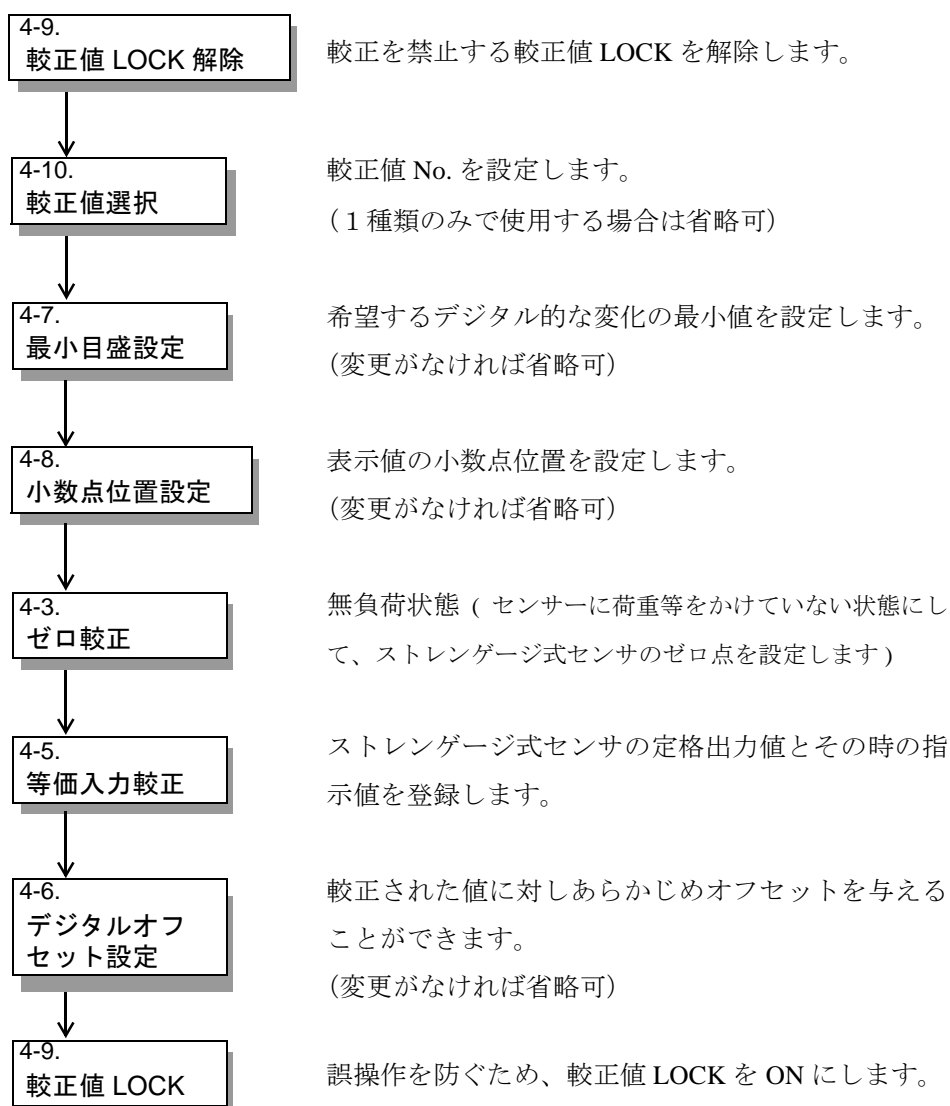 4-9.
較正値 LOCK 解除
較正を禁止する較正値 LOCK を解除します。
4-10.
較正値選択
較正値 No. を設定します。
（１種類のみで使用する場合は省略可）
4-7.
最小目盛設定
希望するデジタル的な変化の最小値を設定します。
（変更がなければ省略可）
4-8.
小数点位置設定
表示値の小数点位置を設定します。
（変更がなければ省略可）
4-3.
ゼロ較正
無負荷状態 ( センサーに荷重等をかけていない状態にし
て、ストレンゲージ式センサのゼロ点を設定します )
4-5.
等価入力較正
ストレンゲージ式センサの定格出力値とその時の指
示値を登録します。
4-6.
デジタルオフ
セット設定
較正された値に対しあらかじめオフセットを与える
ことができます。
（変更がなければ省略可）
4-9.
較正値 LOCK
誤操作を防ぐため、較正値 LOCK を ON にします。